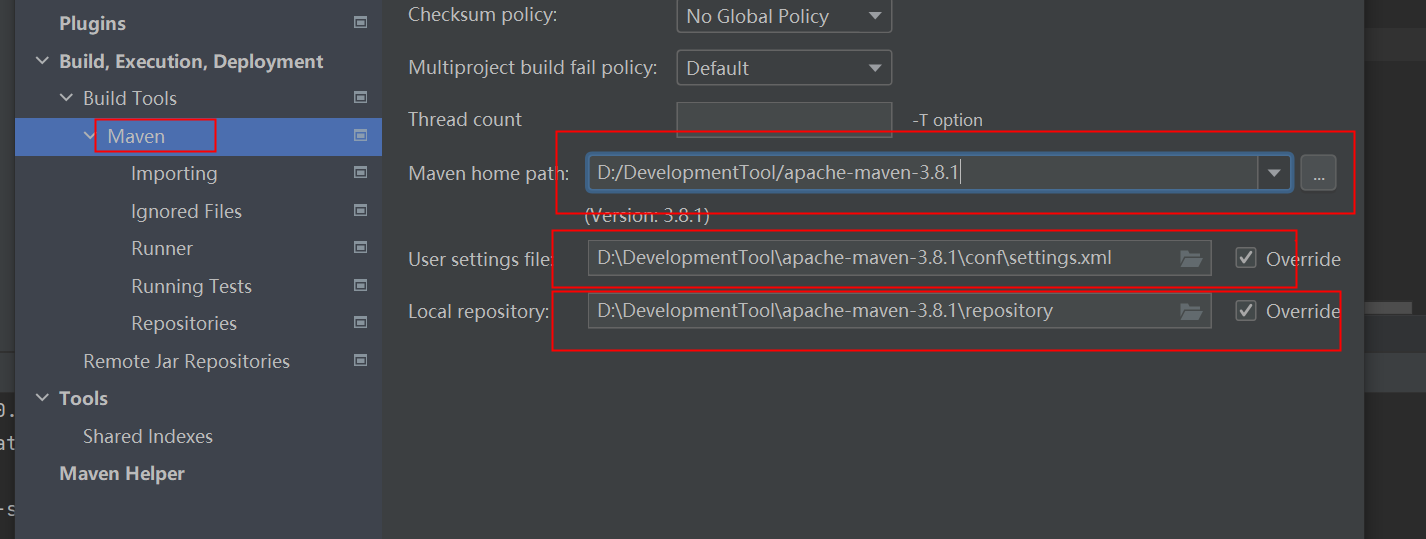 Plugins
Build, Execution, Deployment
Build Tools
Maven
Importing
Ignored Files
Runner
Running Tests
Repositories
Remote Jar Repositories
Tools
Shared Indexes
Maven Helper
Checksum policy: No Global Policy
Multiproject build fail policy: Default
Thread count -T option
Maven home path: D:/DevelopmentTool/apache-maven-3.8.1 ...
(Version: 3.8.1)
User settings file: D:\DevelopmentTool\apache-maven-3.8.1\conf\settings.xml Override
Local repository: D:\DevelopmentTool\apache-maven-3.8.1\repository Override
0.
at
-s